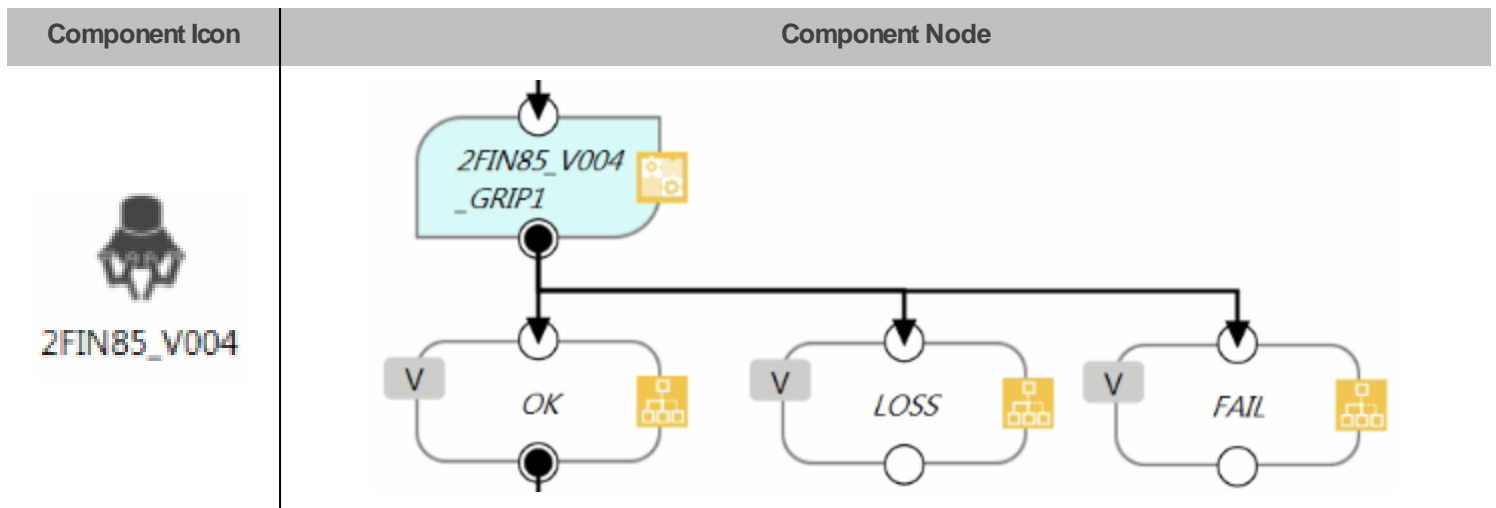 Component Icon
Component Node
2FIN85_V004
_GRIP1
2FIN85_V004
V
OK
V
LOSS
V
FAIL